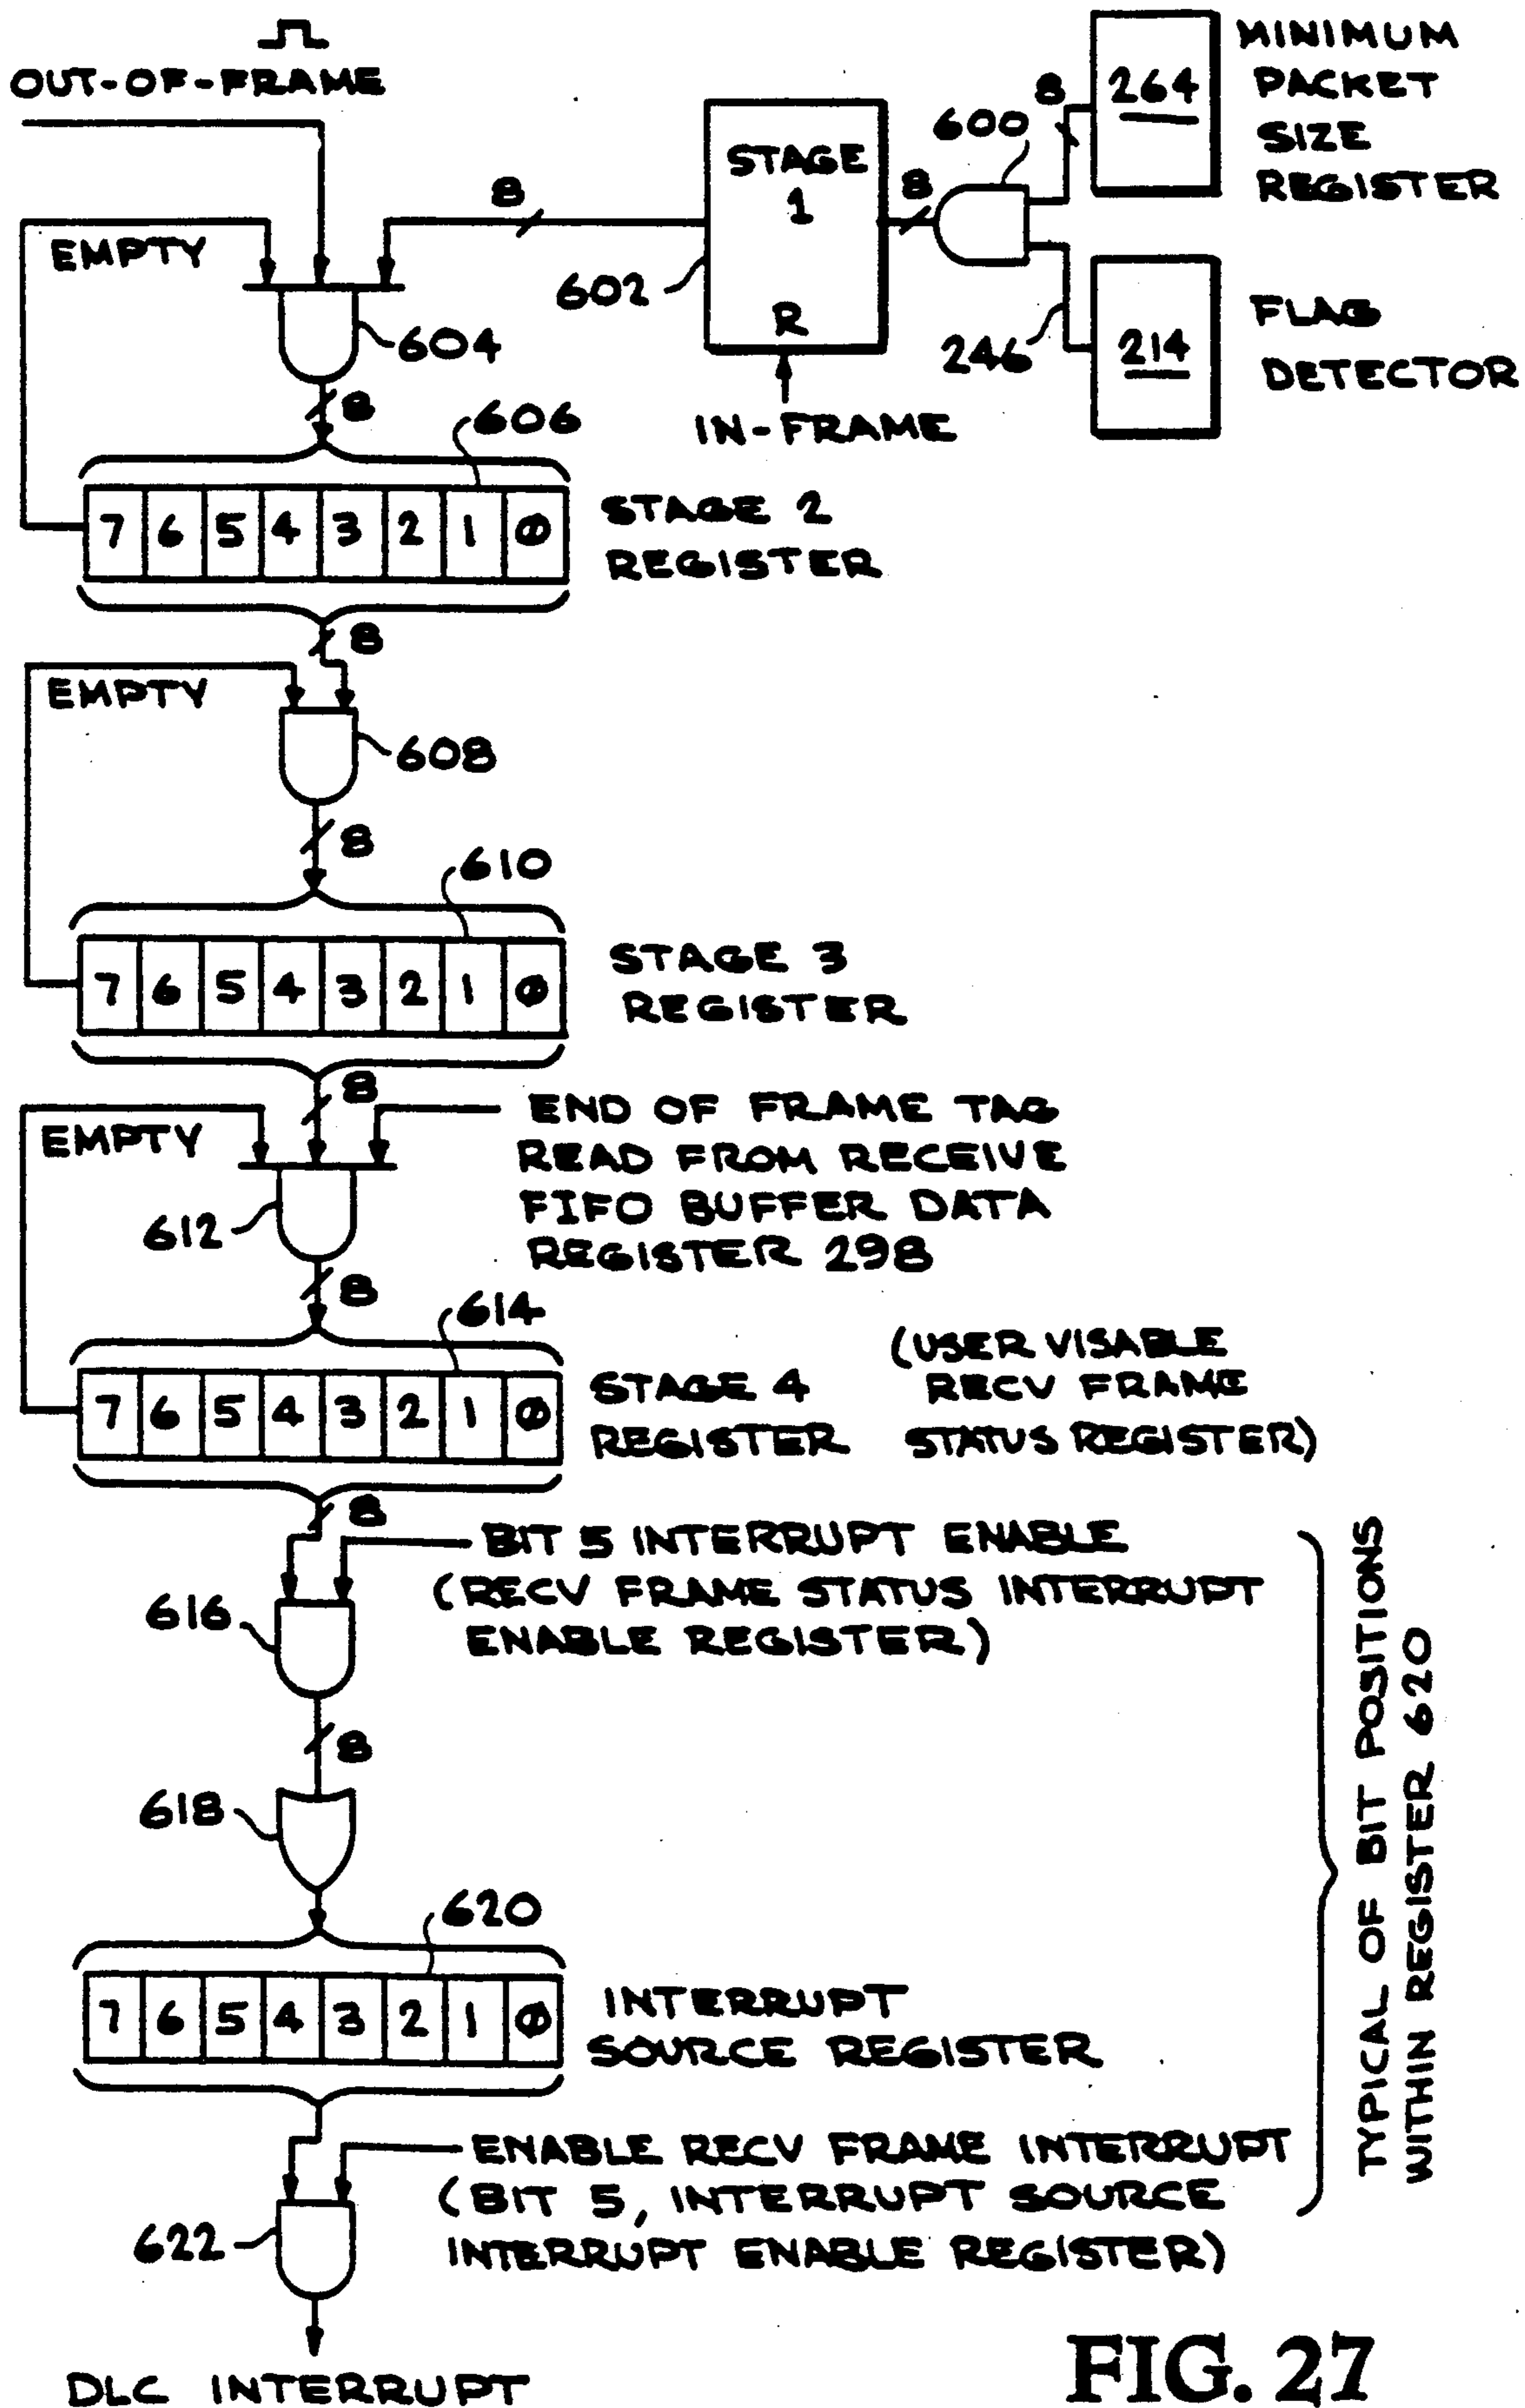 OUT-OF-FRAME
EMPTY
8
STAGE
1
R
602
IN-FRAME
8
600
8
264
MINIMUM
PACKET
SIZE
REGISTER
246
214
FLAG
DETECTOR
604
8
606
7 6 5 4 3 2 1 0
STAGE 2
REGISTER
8
EMPTY
608
8
610
7 6 5 4 3 2 1 0
STAGE 3
REGISTER
8
EMPTY
END OF FRAME TAG
READ FROM RECEIVE
FIFO BUFFER DATA
REGISTER 298
612
8
614
7 6 5 4 3 2 1 0
STAGE 4
REGISTER
(USER VISABLE
RECV FRAME
STATUS REGISTER)
8
BIT 5 INTERRUPT ENABLE
(RECV FRAME STATUS INTERRUPT
ENABLE REGISTER)
616
8
618
620
7 6 5 4 3 2 1 0
INTERRUPT
SOURCE REGISTER
ENABLE RECV FRAME INTERRUPT
(BIT 5, INTERRUPT SOURCE
INTERRUPT ENABLE REGISTER)
622
TYPICAL OF BIT POSITIONS
WITHIN REGISTER 620
DLC INTERRUPT
FIG. 27